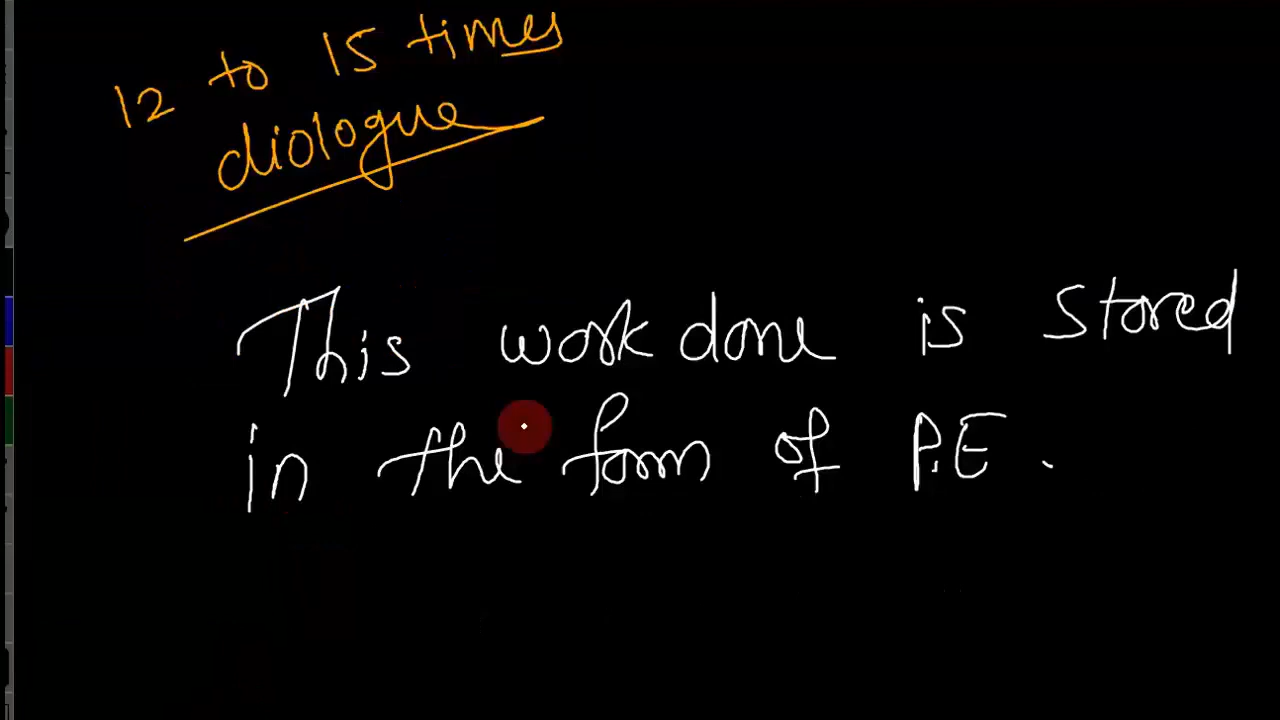 12 to 15 times
diologue
This work done is stored
in the form of P.E.